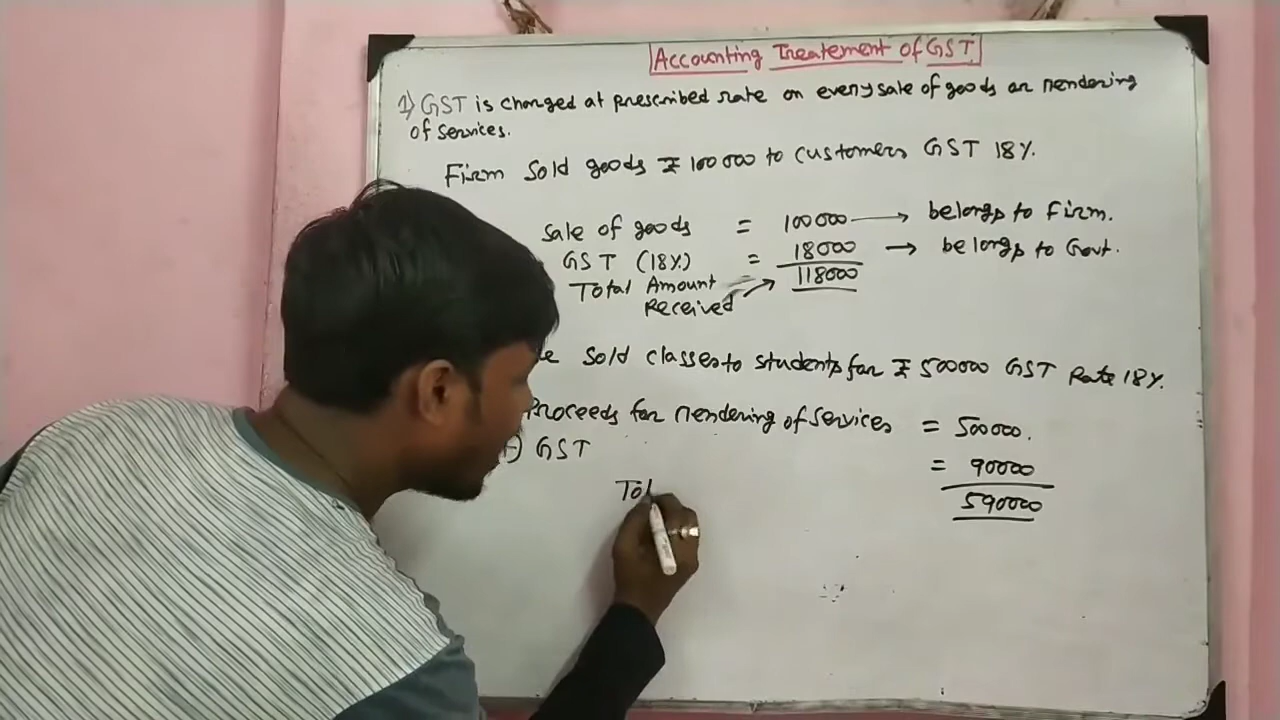 Accounting Treatement of GST
1) GST is charged at prescribed rate on every sale of goods or rendering
of services.
Firm sold goods ₹ 100000 to customers GST 18%.
Sale of goods = 100000 → belongs to Firm.
GST (18%) = 18000 → belongs to Govt.
Total Amount Received → 118000
sold classes to students for ₹ 500000 GST Rate 18%.
Proceeds for rendering of services = 500000.
(+) GST = 90000
Tot 590000